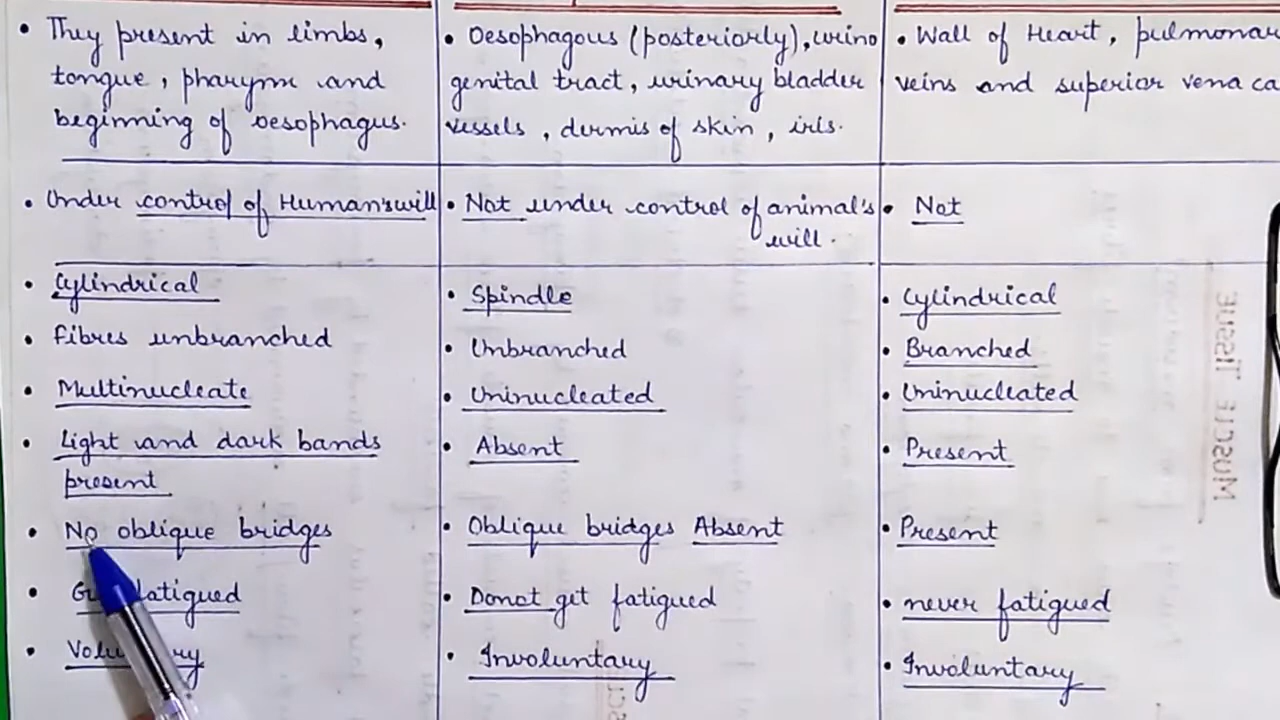 • They present in limbs,
tongue, pharynx and
beginning of oesophagus.
• Oesophagous (posteriorly), urino
genital tract, urinary bladder
vessels, dermis of skin, iris.
• Wall of Heart, pulmonar
veins and superior vena ca
• Under control of Human's will
• Not under control of animal's
will.
• Not
• Cylindrical
• Spindle
• Cylindrical
• Fibres unbranched
• Unbranched
• Branched
• Multinucleate
• Uninucleated
• Uninucleated
• Light and dark bands
present
• Absent
• Present
• No oblique bridges
• Oblique bridges Absent
• Present
• fatigued
• Donot get fatigued
• never fatigued
• Involuntary
• Involuntary
MUSCLE TISSUE